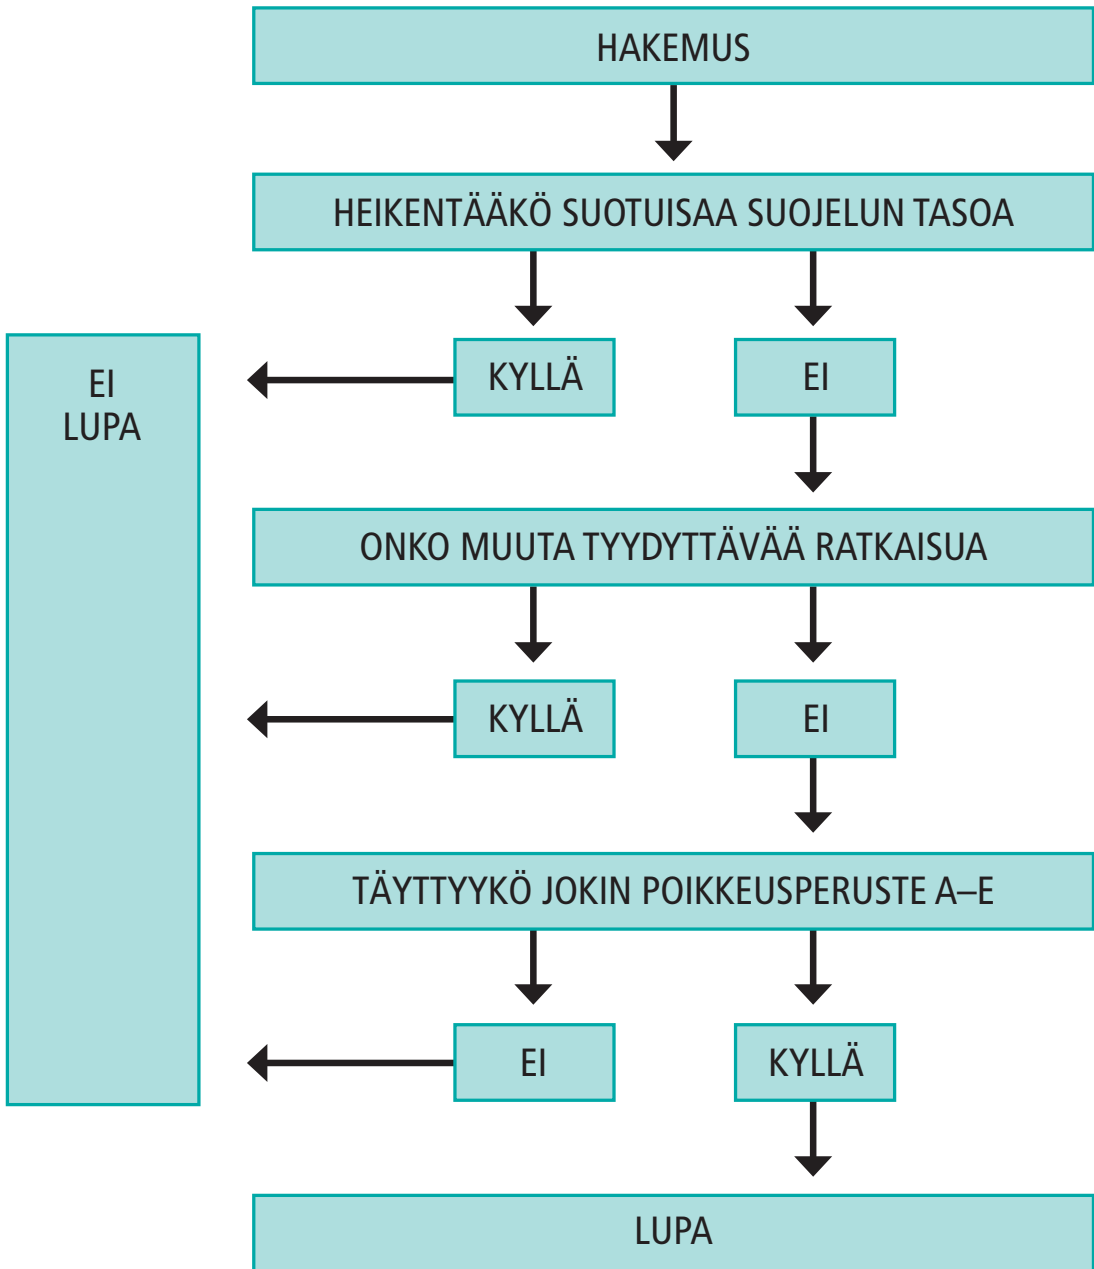 HAKEMUS
HEIKENTÄÄKÖ SUOTUISAA SUOJELUN TASOA
EI
LUPA
KYLLÄ
EI
ONKO MUUTA TYYDYTTÄVÄÄ RATKAISUA
KYLLÄ
EI
TÄYTTYYKÖ JOKIN POIKKEUSPERUSTE A–E
EI
KYLLÄ
LUPA